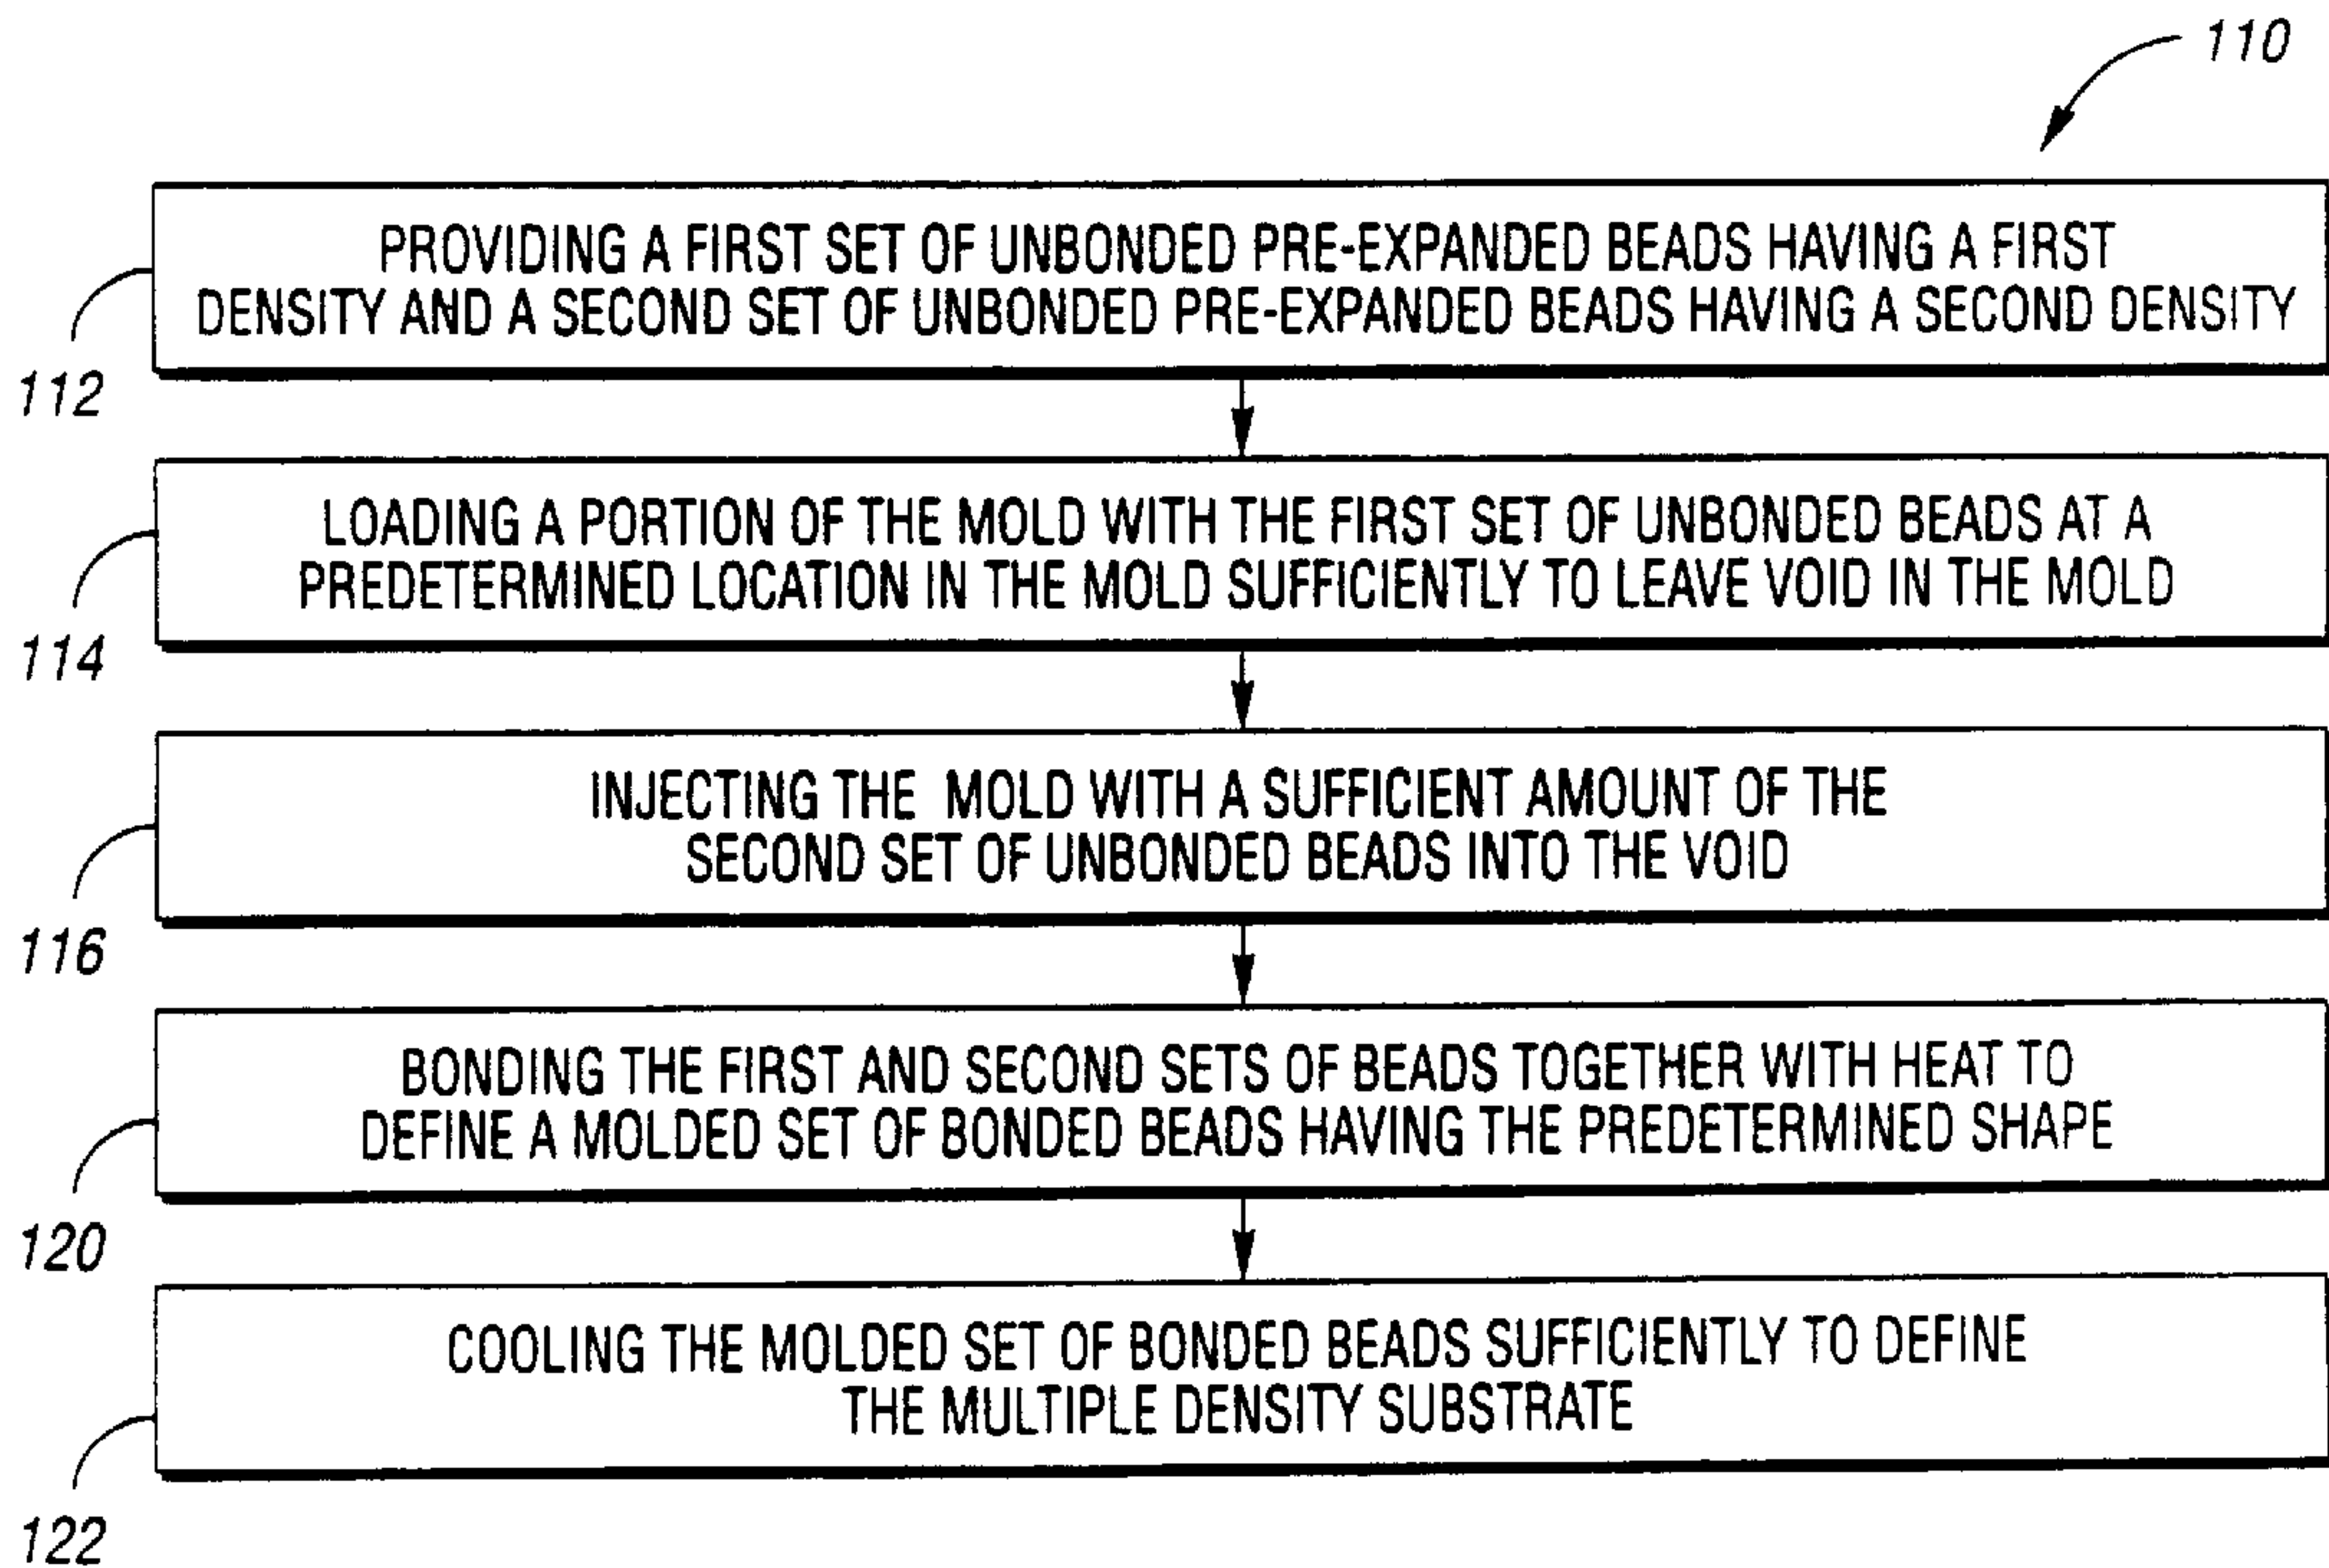 110
PROVIDING A FIRST SET OF UNBONDED PRE-EXPANDED BEADS HAVING A FIRST
DENSITY AND A SECOND SET OF UNBONDED PRE-EXPANDED BEADS HAVING A SECOND DENSITY
112
LOADING A PORTION OF THE MOLD WITH THE FIRST SET OF UNBONDED BEADS AT A
PREDETERMINED LOCATION IN THE MOLD SUFFICIENTLY TO LEAVE VOID IN THE MOLD
114
INJECTING THE MOLD WITH A SUFFICIENT AMOUNT OF THE
SECOND SET OF UNBONDED BEADS INTO THE VOID
116
BONDING THE FIRST AND SECOND SETS OF BEADS TOGETHER WITH HEAT TO
DEFINE A MOLDED SET OF BONDED BEADS HAVING THE PREDETERMINED SHAPE
120
COOLING THE MOLDED SET OF BONDED BEADS SUFFICIENTLY TO DEFINE
THE MULTIPLE DENSITY SUBSTRATE
122